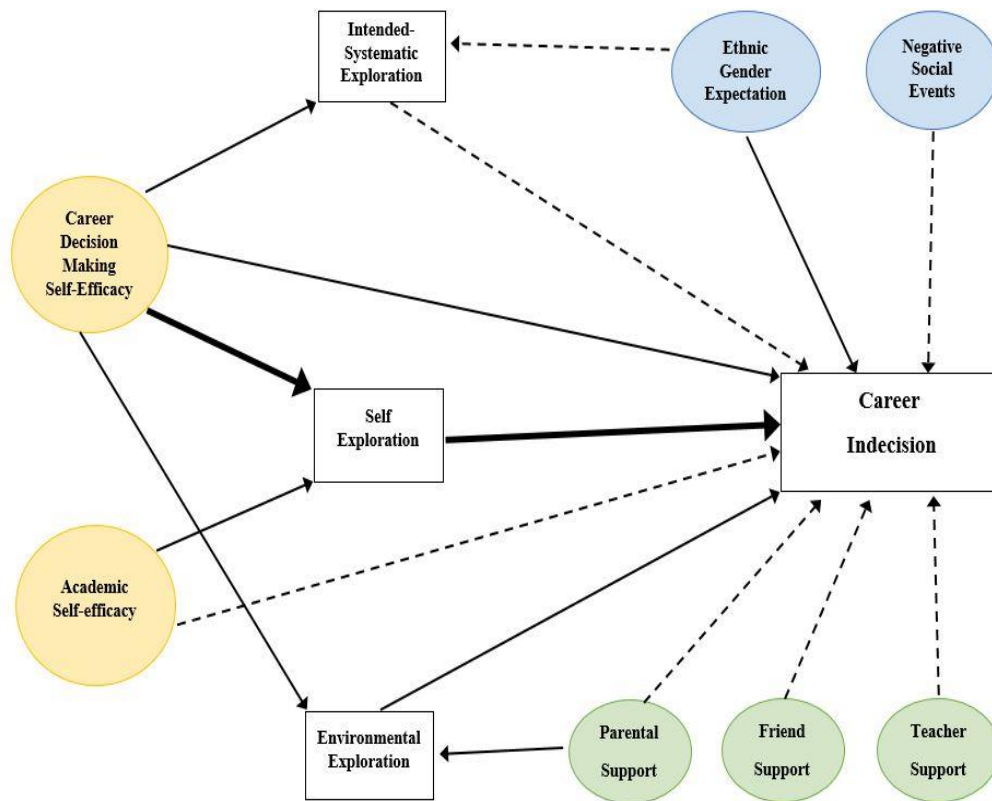 Intended-
Systematic
Exploration
Ethnic
Gender
Expectation
Negative
Social
Events
Career
Decision
Making
Self-Efficacy
Self
Exploration
Career
Indecision
Academic
Self-efficacy
Environmental
Exploration
Parental
Support
Friend
Support
Teacher
Support